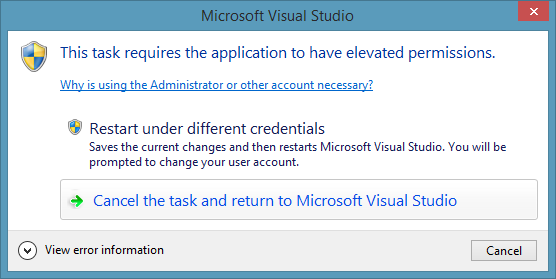 Microsoft Visual Studio
This task requires the application to have elevated permissions.
Why is using the Administrator or other account necessary?
Restart under different credentials
Saves the current changes and then restarts Microsoft Visual Studio. You will be
prompted to change your user account.
Cancel the task and return to Microsoft Visual Studio
View error information
Cancel